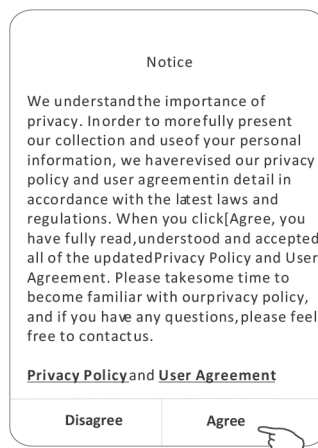 Notice
We understand the importance of
privacy. Inorder to morefully present
our collection and useof your personal
information, we haverevised our privacy
policy and user agreementin detail in
accordance with the latest laws and
regulations. When you click[Agree, you
have fully read,understood and accepted
all of the updatedPrivacy Policy and User
Agreement. Please takesome time to
become familiar with ourprivacy policy,
and if you have any questions,please feel
free to contactus.
Privacy Policy and User Agreement
Disagree Agree